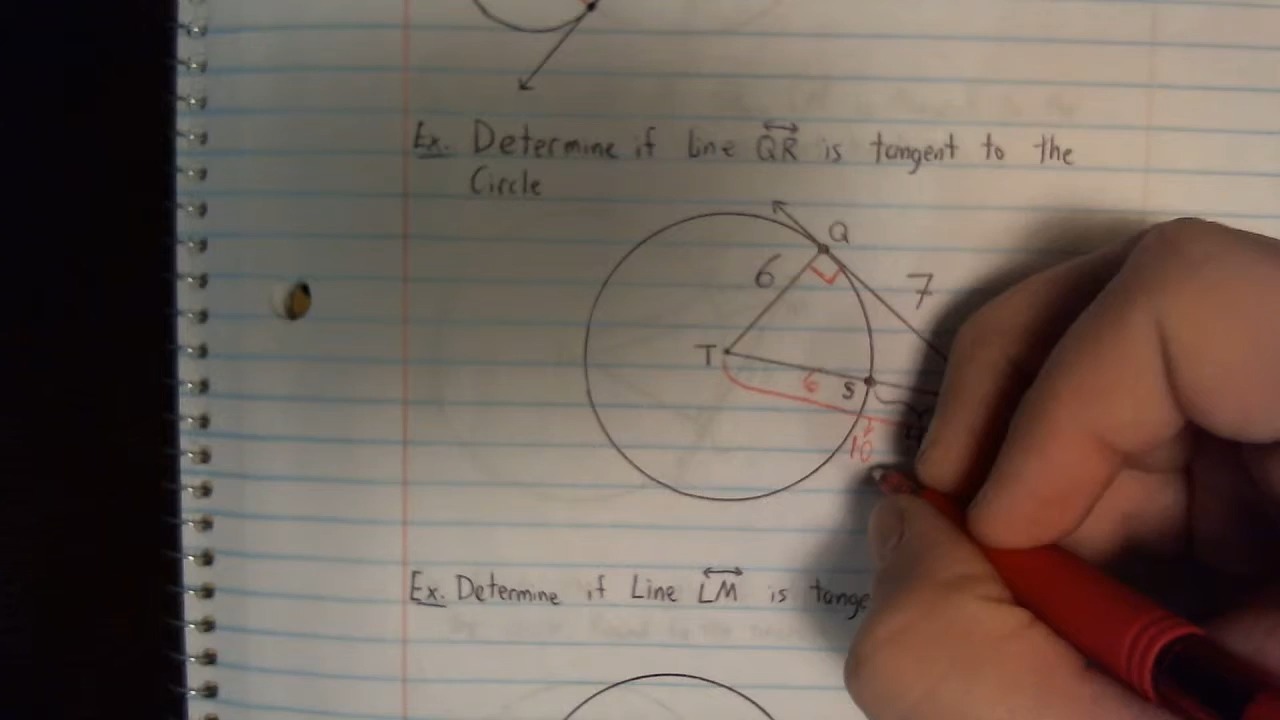 Ex. Determine if line QR is tangent to the
Circle
Q
6
7
T
6
S
10
Ex. Determine if Line LM is